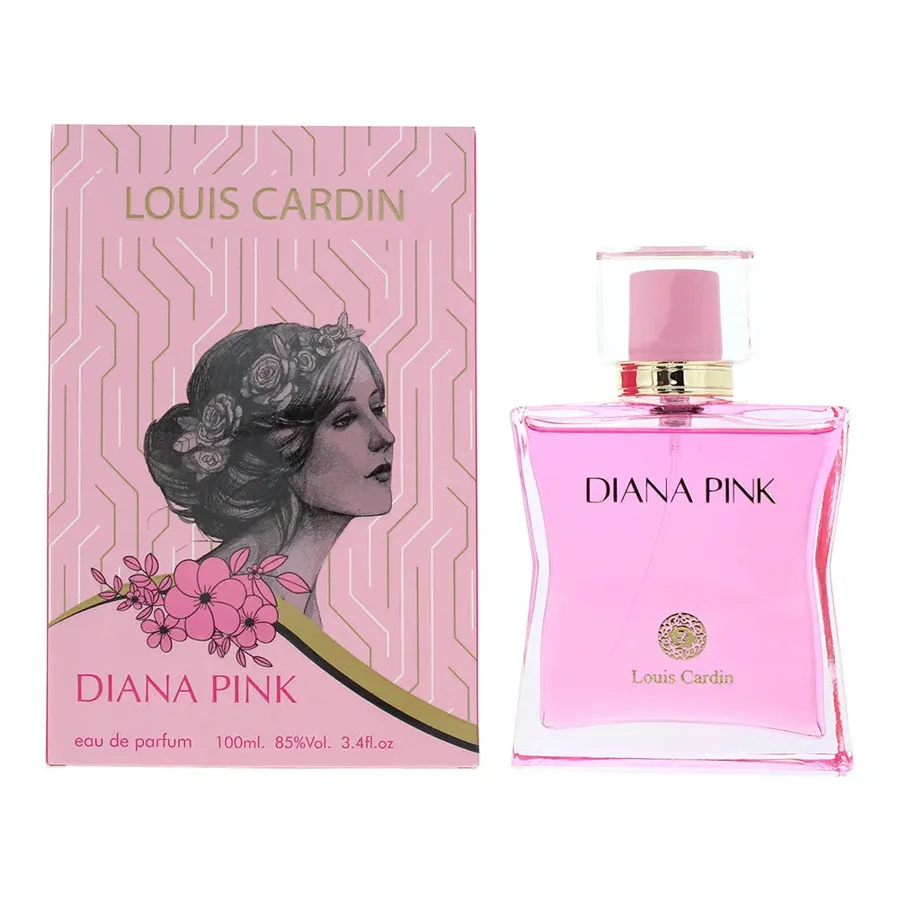 LOUIS CARDIN
DIANA PINK
eau de parfum 100ml. 85%Vol. 3.4fl.oz
DIANA PINK
Louis Cardin